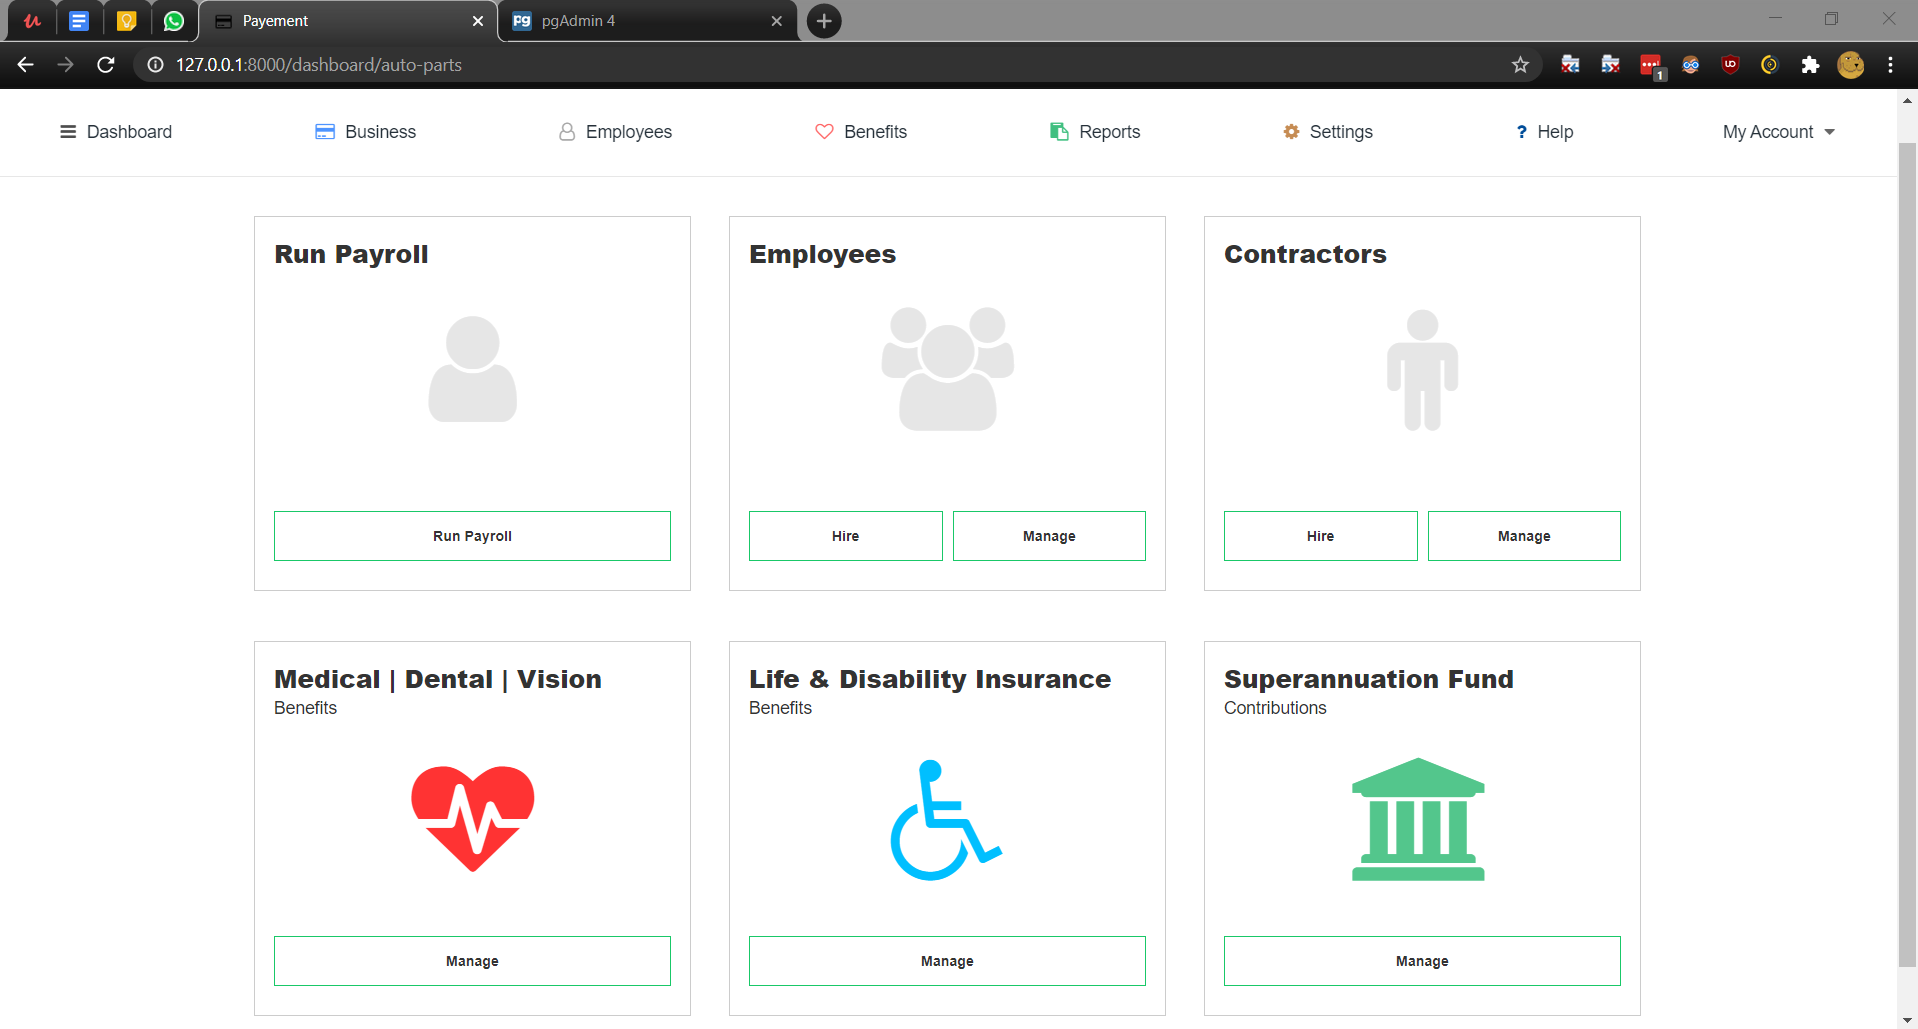 Payement
pgAdmin 4
127.0.0.1:8000/dashboard/auto-parts
1
Dashboard
Business
Employees
Benefits
Reports
Settings
? Help
My Account
Run Payroll
Employees
Contractors
Run Payroll
Hire
Manage
Hire
Manage
Medical | Dental | Vision
Benefits
Life & Disability Insurance
Benefits
Superannuation Fund
Contributions
Manage
Manage
Manage